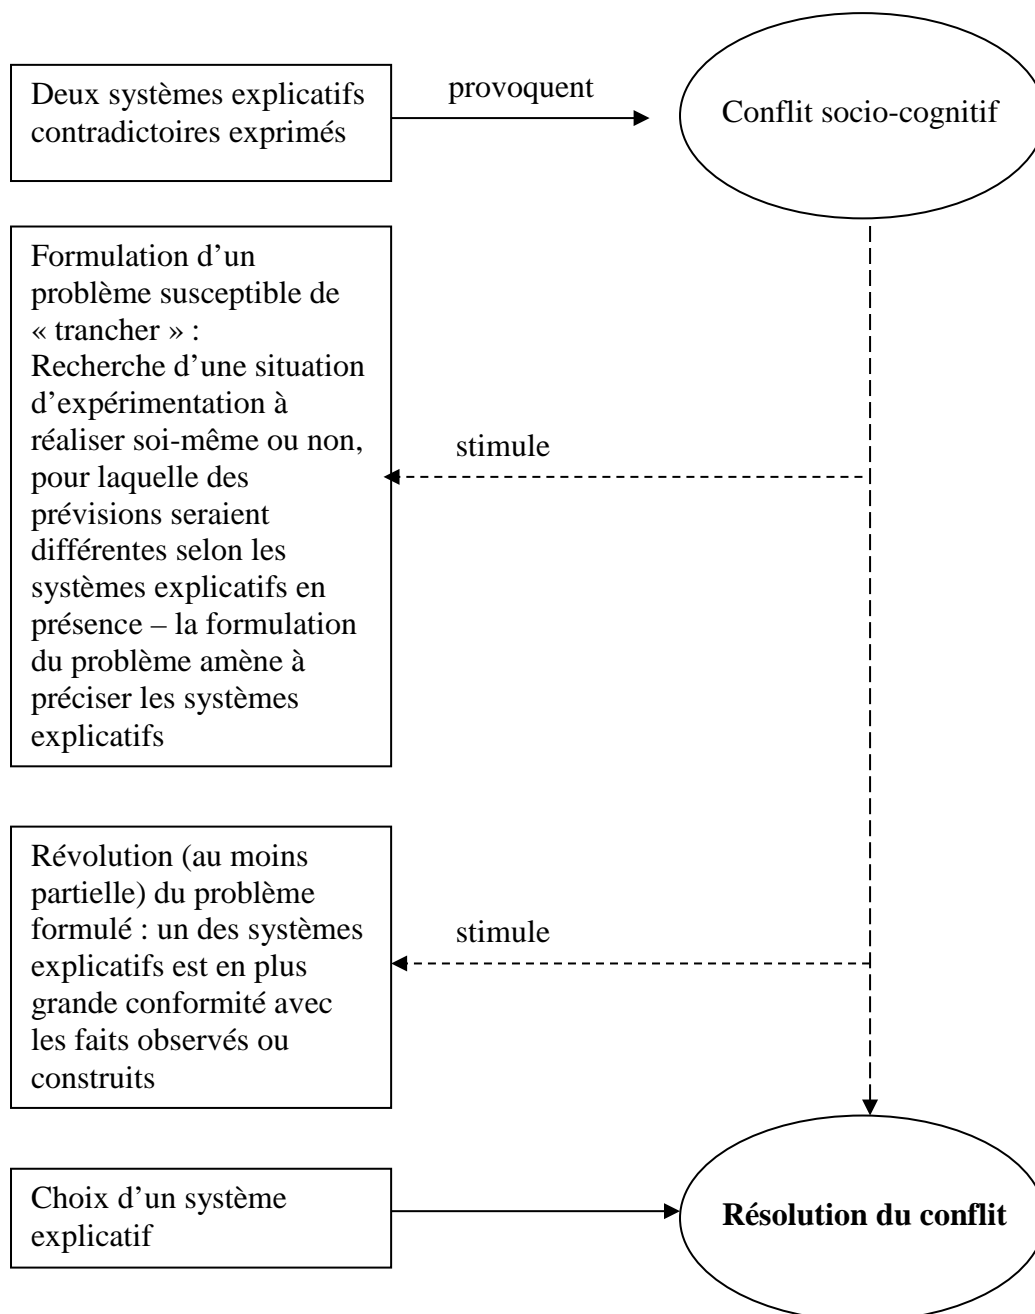 Deux systèmes explicatifs
contradictoires exprimés
provoquent
Conflit socio-cognitif
Formulation d’un
problème susceptible de
« trancher » :
Recherche d’une situation
d’expérimentation à
réaliser soi-même ou non,
pour laquelle des
prévisions seraient
différentes selon les
systèmes explicatifs en
présence – la formulation
du problème amène à
préciser les systèmes
explicatifs
stimule
Révolution (au moins
partielle) du problème
formulé : un des systèmes
explicatifs est en plus
grande conformité avec
les faits observés ou
construits
stimule
Choix d’un système
explicatif
Résolution du conflit